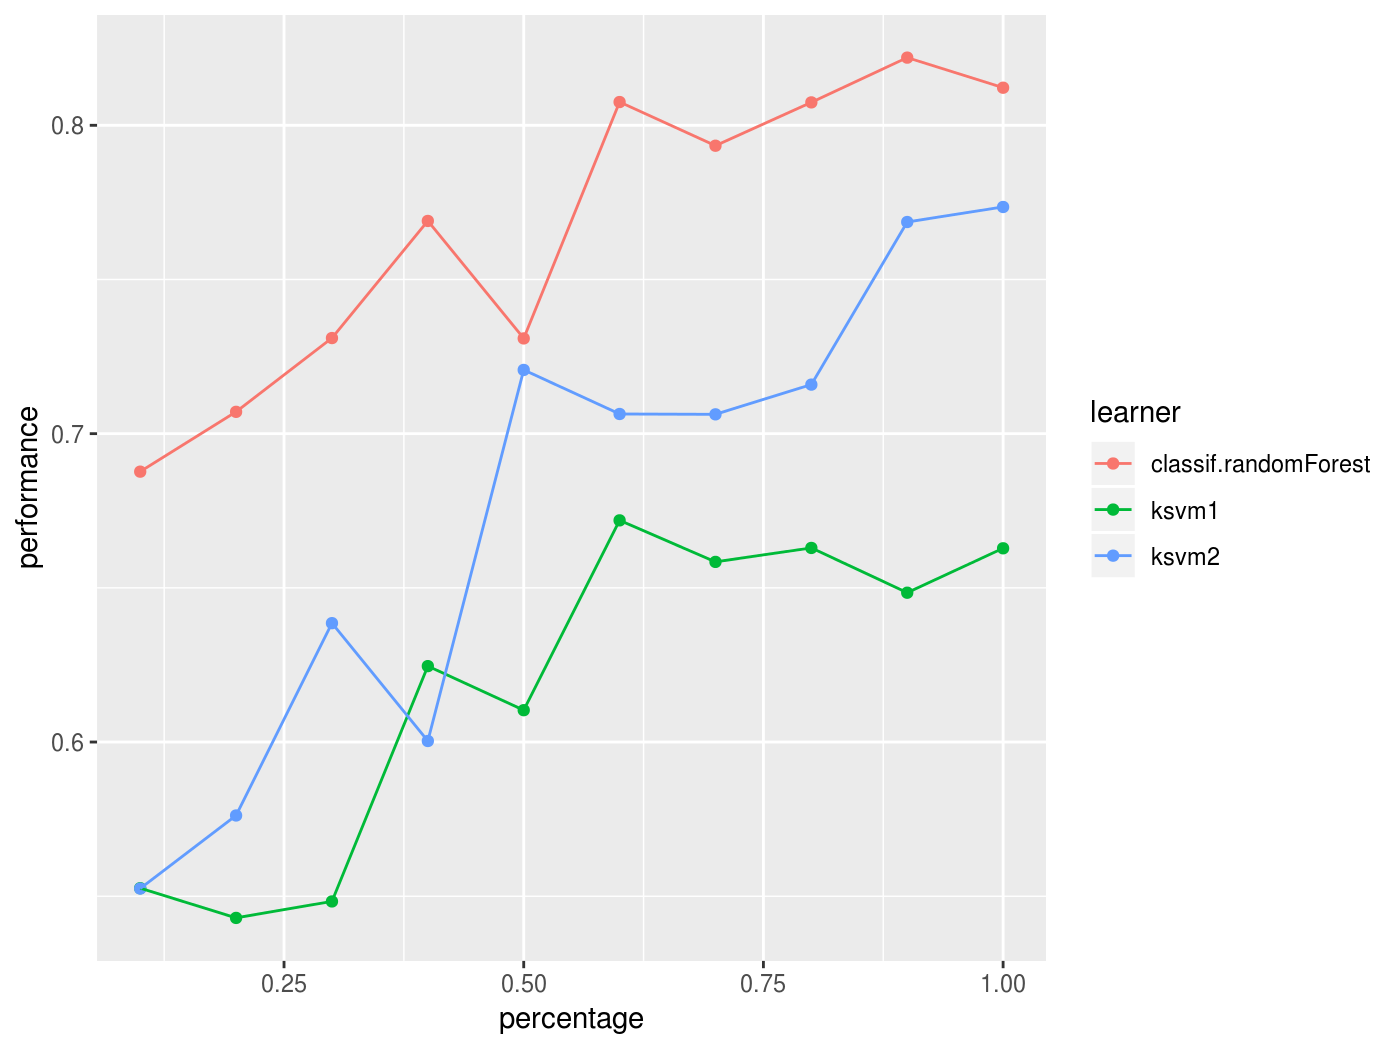 0.8
0.7
0.6
performance
0.25 0.50 0.75 1.00
percentage
learner
classif.randomForest
ksvm1
ksvm2